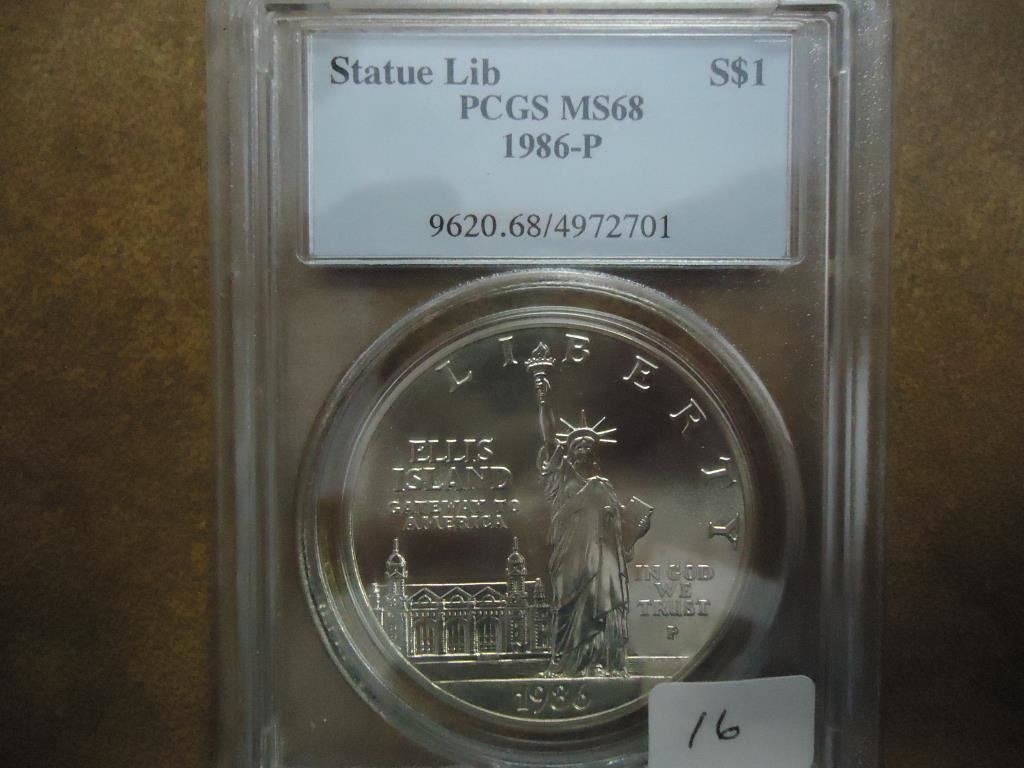 Statue Lib S$1
PCGS MS68
1986-P
9620.68/4972701
LIBERTY
ELLIS
ISLAND
GATEWAY TO
AMERICA
IN GOD
WE
TRUST
P
1986
16